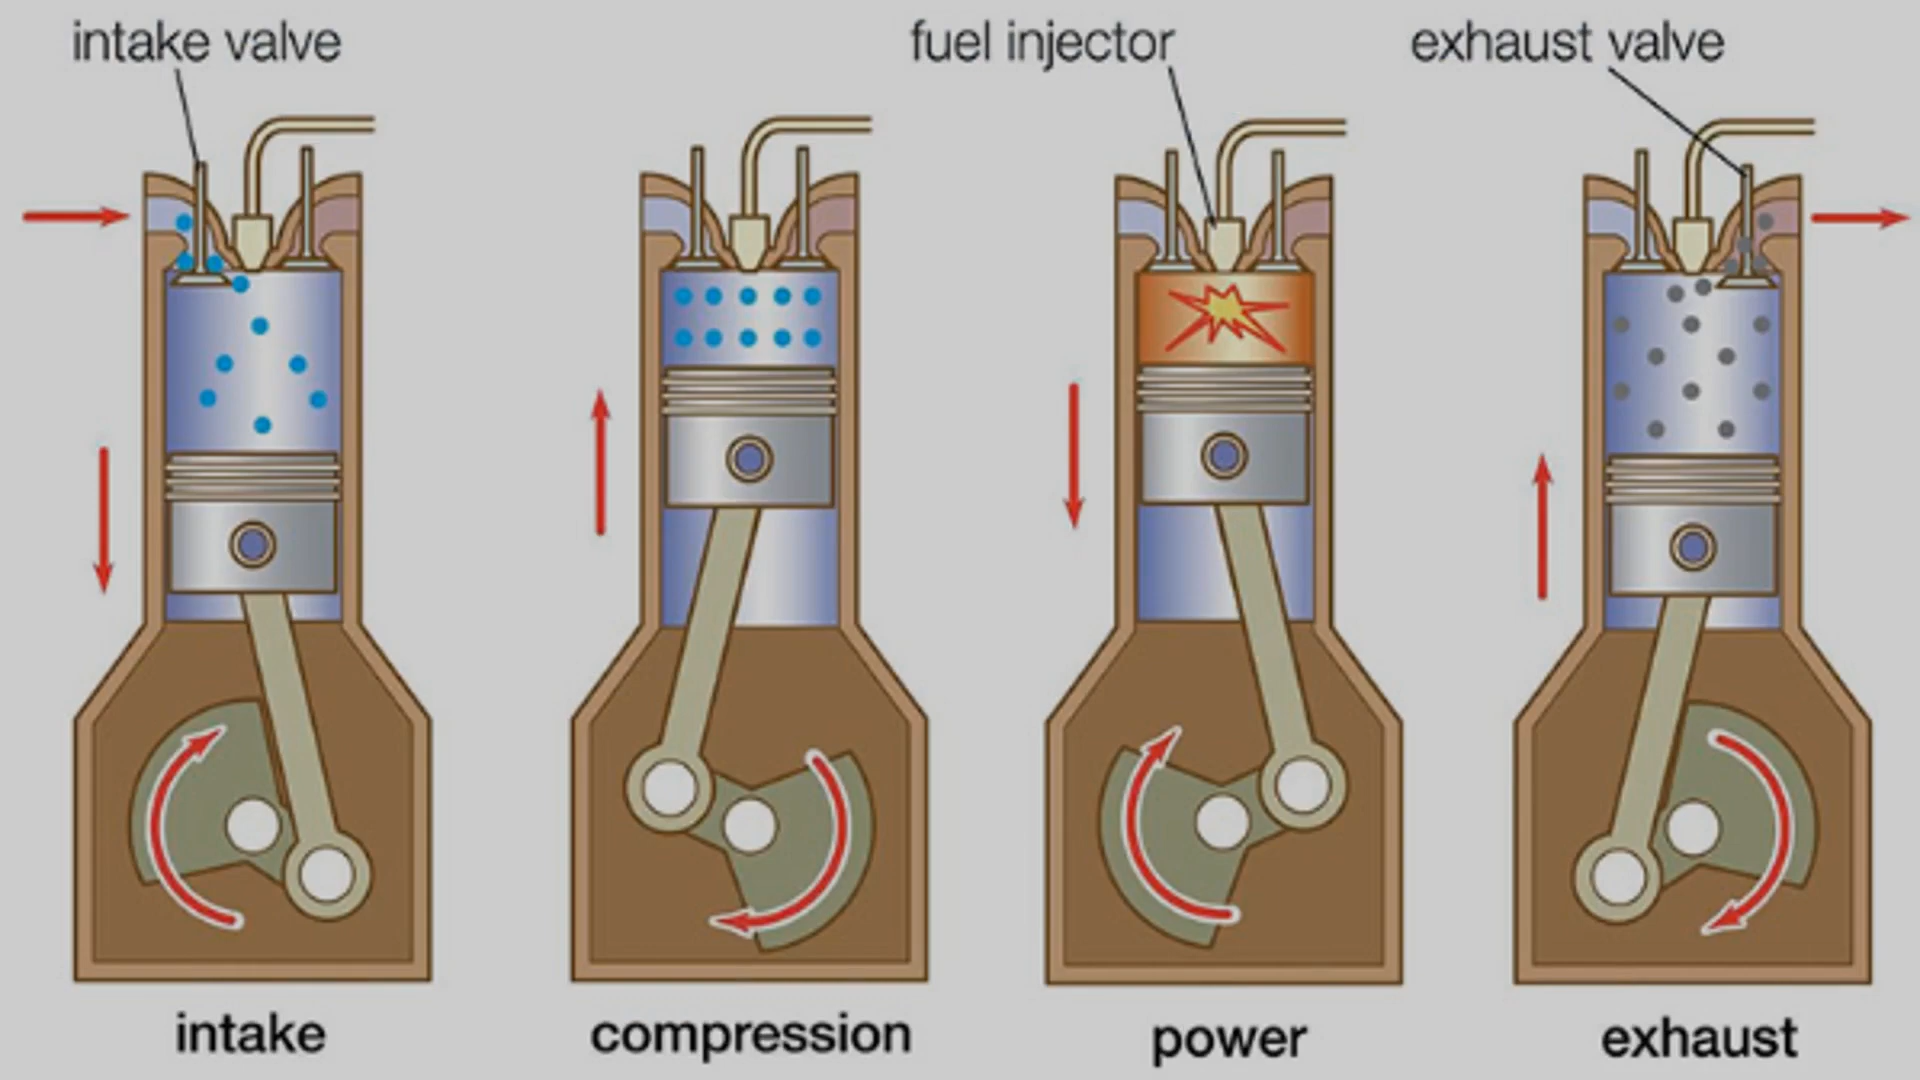 intake valve
fuel injector
exhaust valve
intake
compression
power
exhaust